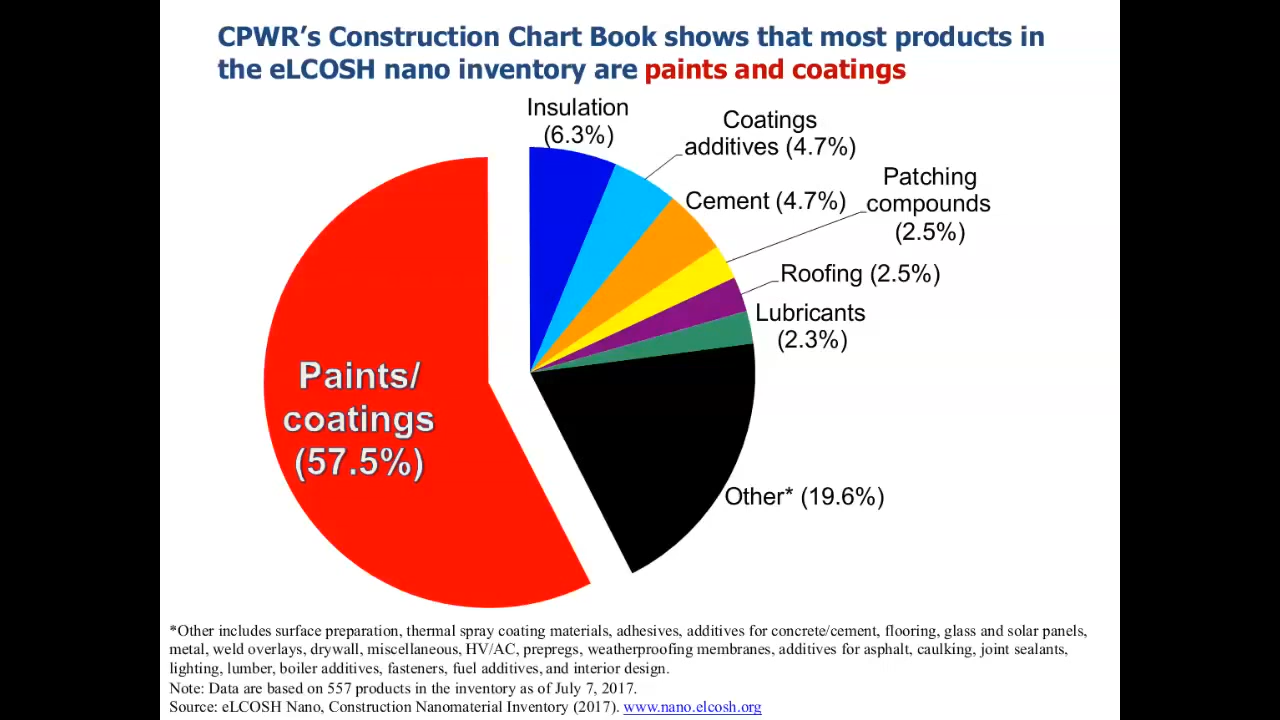 CPWR’s Construction Chart Book shows that most products in
the eLCOSH nano inventory are paints and coatings
Insulation
(6.3%)
Coatings
additives (4.7%)
Cement (4.7%)
Patching
compounds
(2.5%)
Roofing (2.5%)
Lubricants
(2.3%)
Paints/
coatings
(57.5%)
Other* (19.6%)
*Other includes surface preparation, thermal spray coating materials, adhesives, additives for concrete/cement, flooring, glass and solar panels,
metal, weld overlays, drywall, miscellaneous, HV/AC, prepregs, weatherproofing membranes, additives for asphalt, caulking, joint sealants,
lighting, lumber, boiler additives, fasteners, fuel additives, and interior design.
Note: Data are based on 557 products in the inventory as of July 7, 2017.
Source: eLCOSH Nano, Construction Nanomaterial Inventory (2017). www.nano.elcosh.org